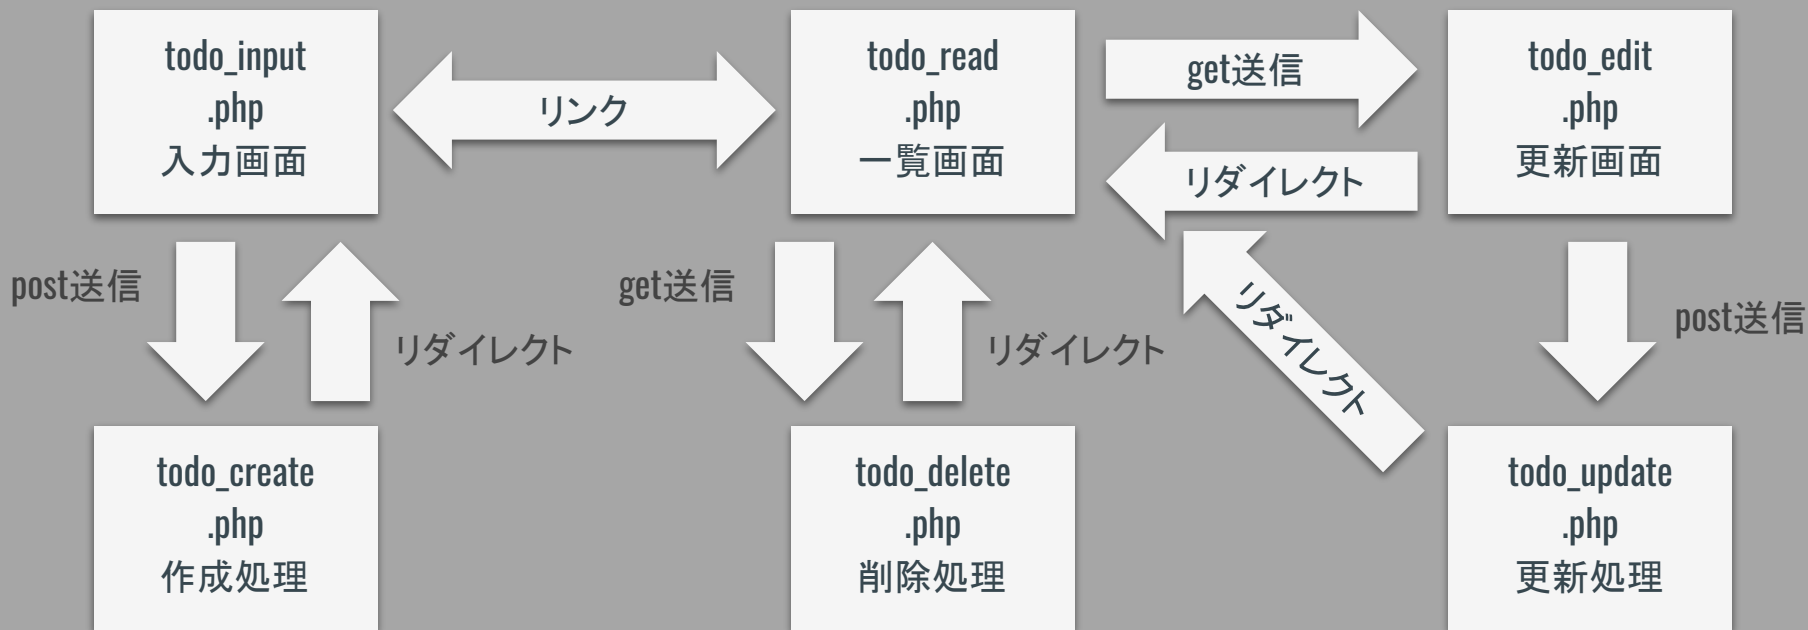 todo_input
.php
入力画面
リンク
todo_read
.php
一覧画面
get送信
リダイレクト
todo_edit
.php
更新画面
post送信
リダイレクト
get送信
リダイレクト
リダイレクト
post送信
todo_create
.php
作成処理
todo_delete
.php
削除処理
todo_update
.php
更新処理